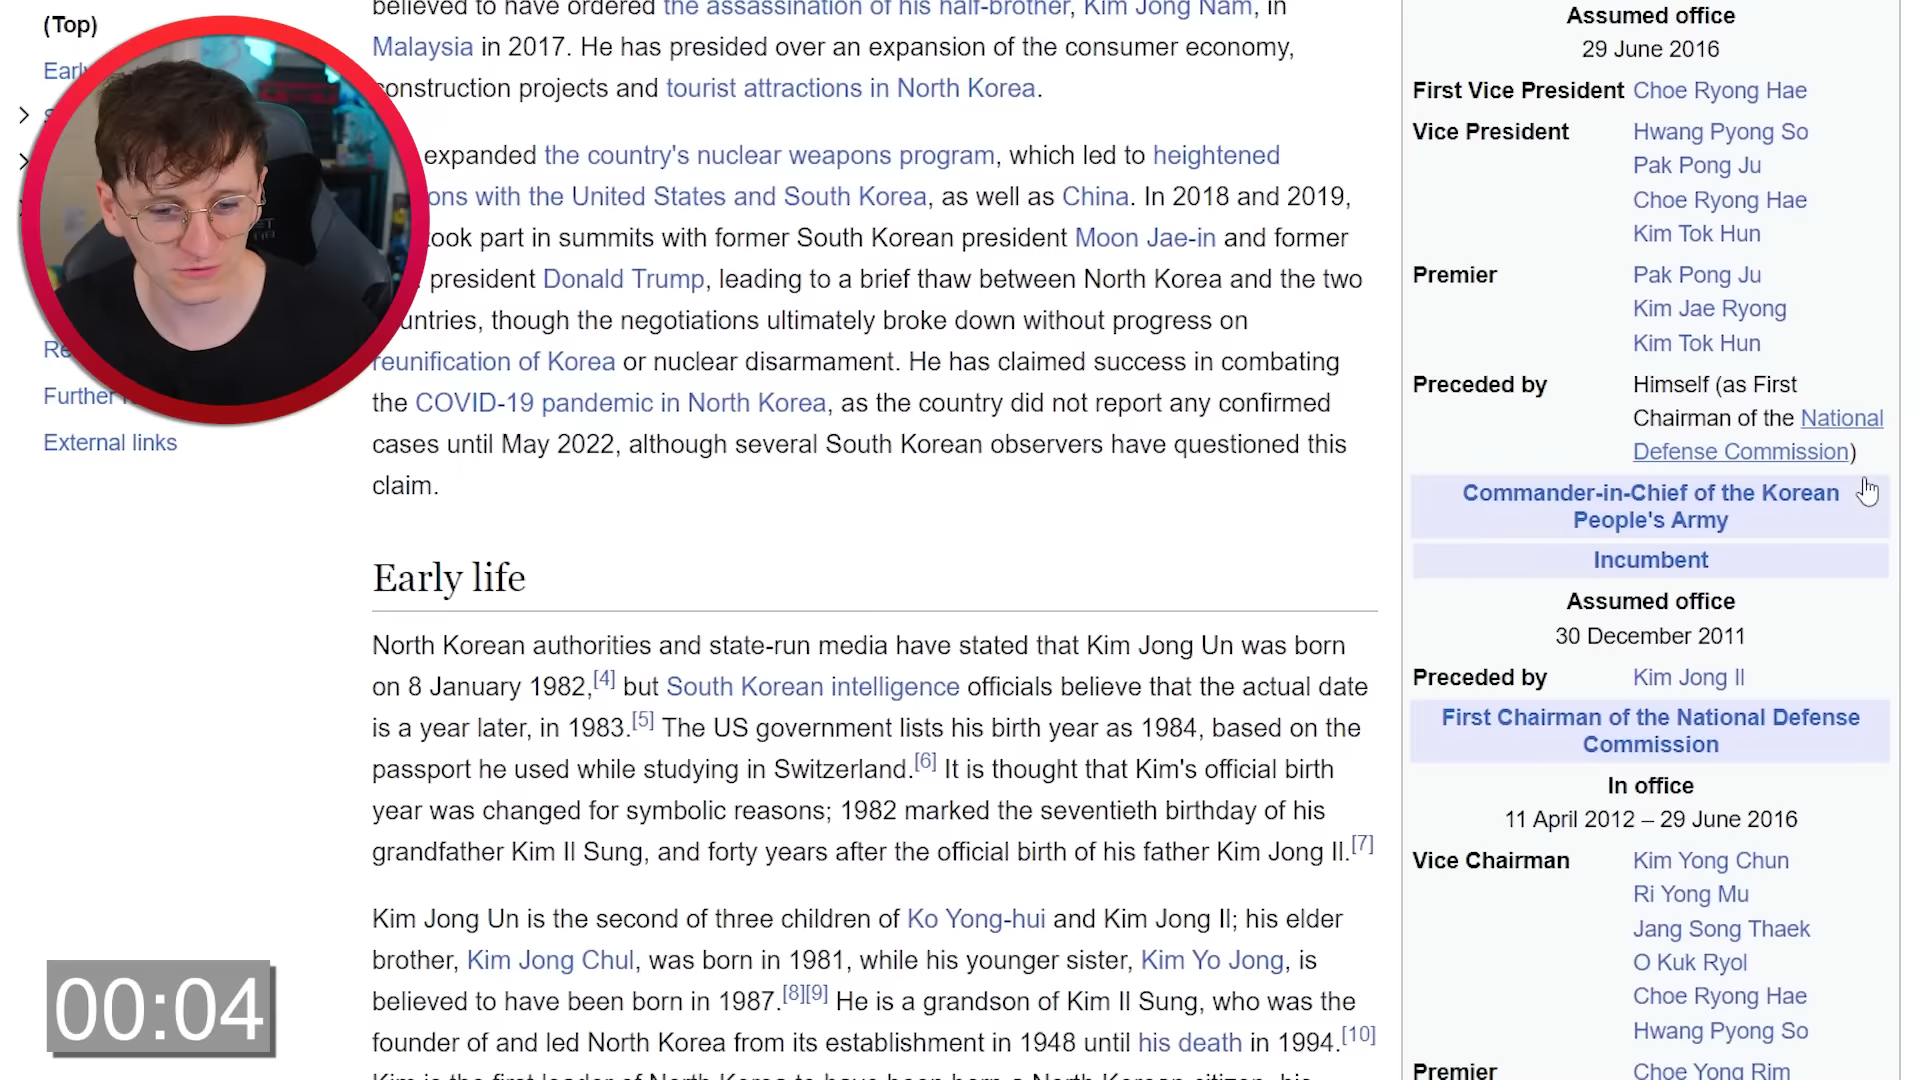 (Top)
Early
External links
believed to have ordered the assassination of his half-brother, Kim Jong Nam, in
Malaysia in 2017. He has presided over an expansion of the consumer economy,
construction projects and tourist attractions in North Korea.
expanded the country's nuclear weapons program, which led to heightened
ons with the United States and South Korea, as well as China. In 2018 and 2019,
took part in summits with former South Korean president Moon Jae-in and former
president Donald Trump, leading to a brief thaw between North Korea and the two
untries, though the negotiations ultimately broke down without progress on
reunification of Korea or nuclear disarmament. He has claimed success in combating
the COVID-19 pandemic in North Korea, as the country did not report any confirmed
cases until May 2022, although several South Korean observers have questioned this
claim.
Early life
North Korean authorities and state-run media have stated that Kim Jong Un was born
on 8 January 1982,[4] but South Korean intelligence officials believe that the actual date
is a year later, in 1983.[5] The US government lists his birth year as 1984, based on the
passport he used while studying in Switzerland.[6] It is thought that Kim's official birth
year was changed for symbolic reasons; 1982 marked the seventieth birthday of his
grandfather Kim Il Sung, and forty years after the official birth of his father Kim Jong Il.[7]
Kim Jong Un is the second of three children of Ko Yong-hui and Kim Jong Il; his elder
brother, Kim Jong Chul, was born in 1981, while his younger sister, Kim Yo Jong, is
believed to have been born in 1987.[8][9] He is a grandson of Kim Il Sung, who was the
founder of and led North Korea from its establishment in 1948 until his death in 1994.[10]
Kim is the first leader of North Korea to have been born a North Korean citizen, his
Assumed office
29 June 2016
First Vice President Choe Ryong Hae
Vice President Hwang Pyong So
Pak Pong Ju
Choe Ryong Hae
Kim Tok Hun
Premier Pak Pong Ju
Kim Jae Ryong
Kim Tok Hun
Preceded by Himself (as First
Chairman of the National
Defense Commission)
Commander-in-Chief of the Korean
People's Army
Incumbent
Assumed office
30 December 2011
Preceded by Kim Jong Il
First Chairman of the National Defense
Commission
In office
11 April 2012 – 29 June 2016
Vice Chairman Kim Yong Chun
Ri Yong Mu
Jang Song Thaek
O Kuk Ryol
Choe Ryong Hae
Hwang Pyong So
Premier Choe Yong Rim
00:04